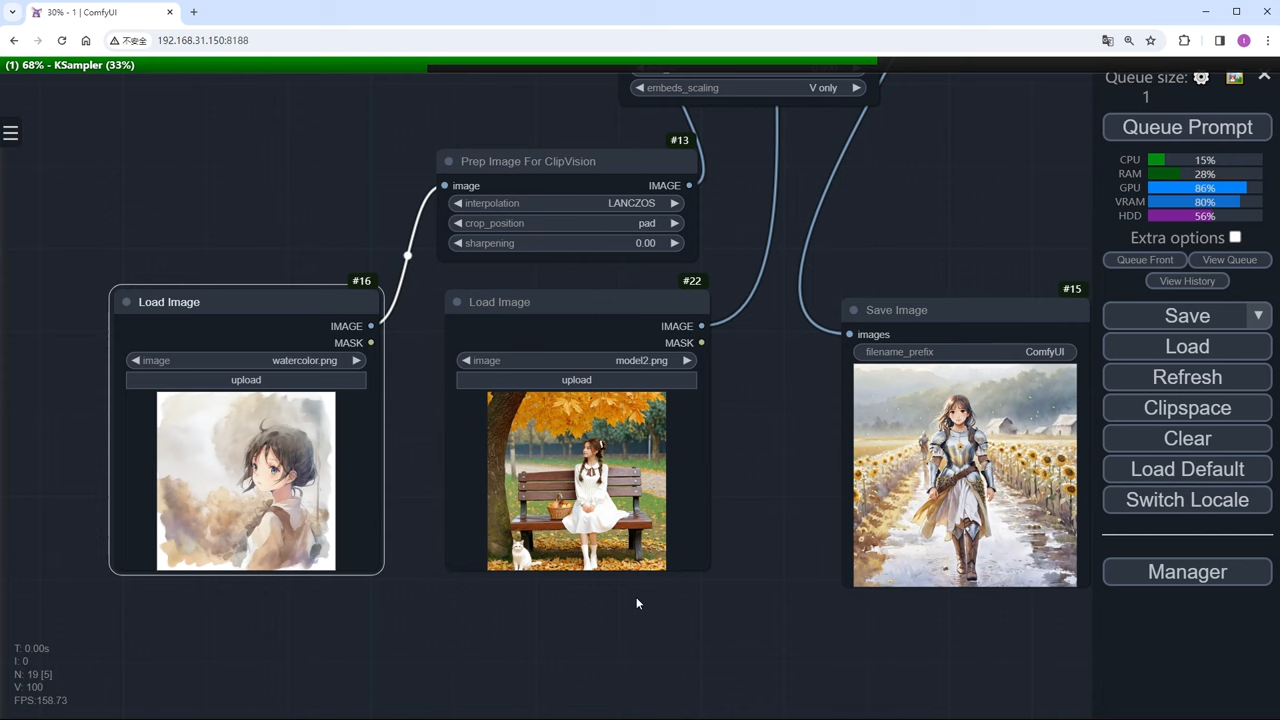 30% - 1 | ComfyUI
不安全 192.168.31.150:8188
t
(1) 68% - KSampler (33%)
embeds_scaling V only
#13
Prep Image For ClipVision
image IMAGE
interpolation LANCZOS
crop_position pad
sharpening 0.00
#16
Load Image
IMAGE
MASK
image watercolor.png
upload
#22
Load Image
IMAGE
MASK
image model2.png
upload
#15
Save Image
images
filename_prefix ComfyUI
Queue size:
1
Queue Prompt
CPU 15%
RAM 28%
GPU 86%
VRAM 80%
HDD 56%
Extra options
Queue Front View Queue
View History
Save
Load
Refresh
Clipspace
Clear
Load Default
Switch Locale
Manager
T: 0.00s
I: 0
N: 19 [5]
V: 100
FPS:158.73